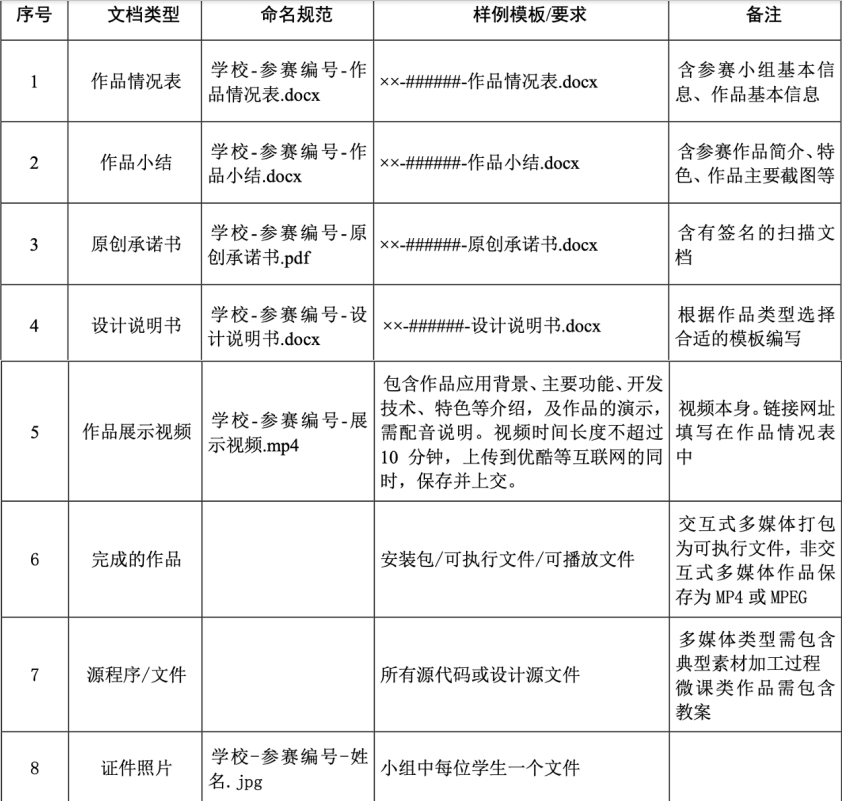 序号 文档类型 命名规范 样例模板/要求 备注
1 作品情况表
学校-参赛编号-作
品情况表.docx
××-######-作品情况表.docx
含参赛小组基本信
息、作品基本信息
2 作品小结
学校-参赛编号-作
品小结.docx
××-######-作品小结.docx
含参赛作品简介、特
色、作品主要截图等
3 原创承诺书
学校-参赛编号-原
创承诺书.pdf
××-######-原创承诺书.docx
含有签名的扫描文
档
4 设计说明书
学校-参赛编号-设
计说明书.docx
××-######-设计说明书.docx
根据作品类型选择
合适的模板编写
5 作品展示视频
学校-参赛编号-展
示视频.mp4
包含作品应用背景、主要功能、开发
技术、特色等介绍，及作品的演示，
需配音说明。视频时间长度不超过
10 分钟，上传到优酷等互联网的同
时，保存并上交。
视频本身。链接网址
填写在作品情况表
中
6 完成的作品
安装包/可执行文件/可播放文件
交互式多媒体打包
为可执行文件，非交
互式多媒体作品保
存为 MP4 或 MPEG
7 源程序/文件
所有源代码或设计源文件
多媒体类型需包含
典型素材加工过程
微课类作品需包含
教案
8 证件照片
学校-参赛编号-姓
名.jpg
小组中每位学生一个文件